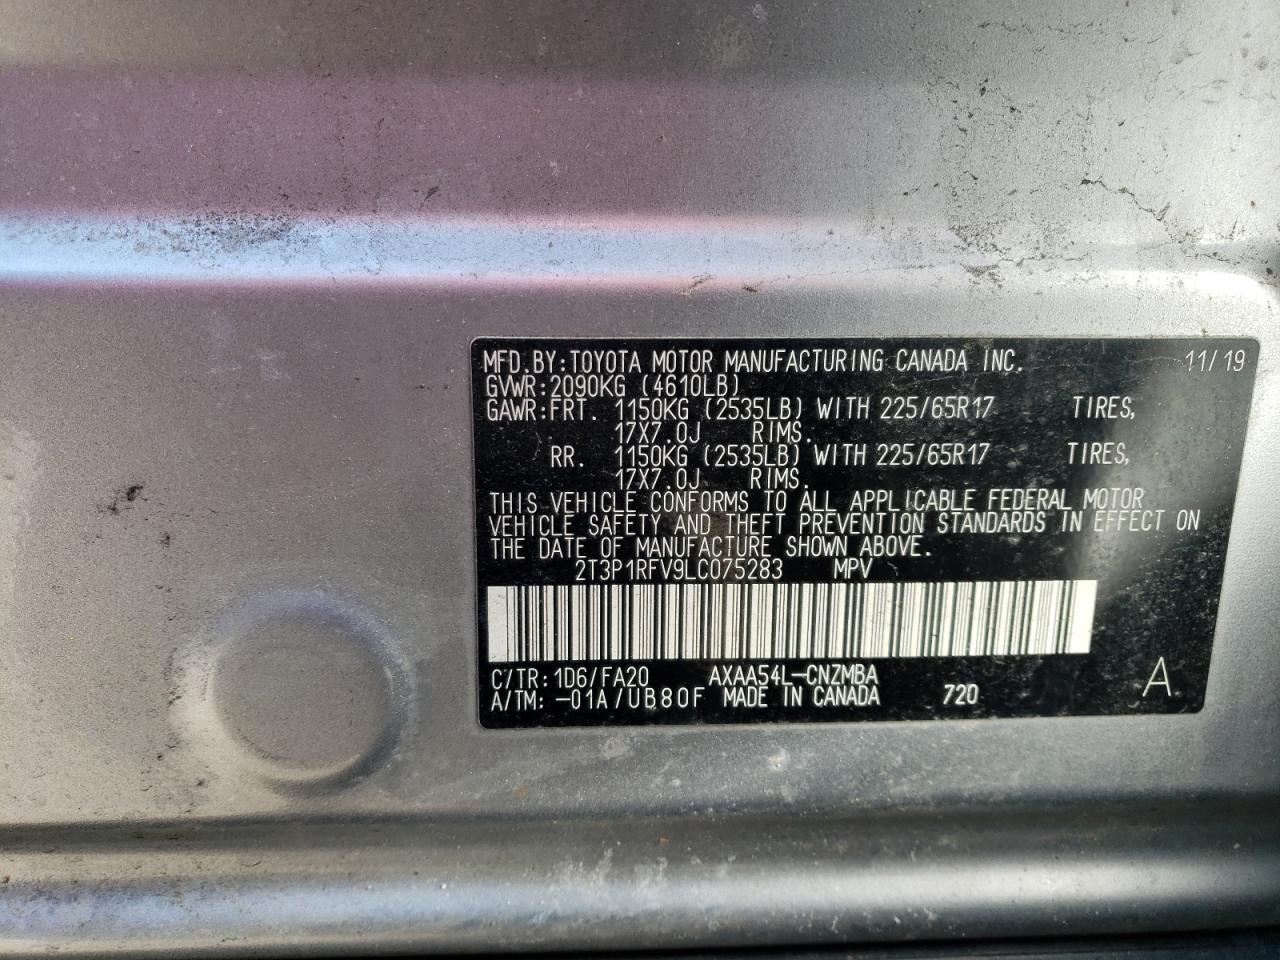 MFD.BY:TOYOTA MOTOR MANUFACTURING CANADA INC. 11/19
GVWR:2090KG (4610LB)
GAWR:FRT. 1150KG (2535LB) WITH 225/65R17 TIRES,
17X7.0J RIMS.
RR. 1150KG (2535LB) WITH 225/65R17 TIRES,
17X7.0J RIMS.
THIS VEHICLE CONFORMS TO ALL APPLICABLE FEDERAL MOTOR
VEHICLE SAFETY AND THEFT PREVENTION STANDARDS IN EFFECT ON
THE DATE OF MANUFACTURE SHOWN ABOVE.
2T3P1RFV9LC075283 MPV
C/TR:1D6/FA20 AXAA54L-CNZMBA
A/TM:-01A/UB80F MADE IN CANADA 720 A